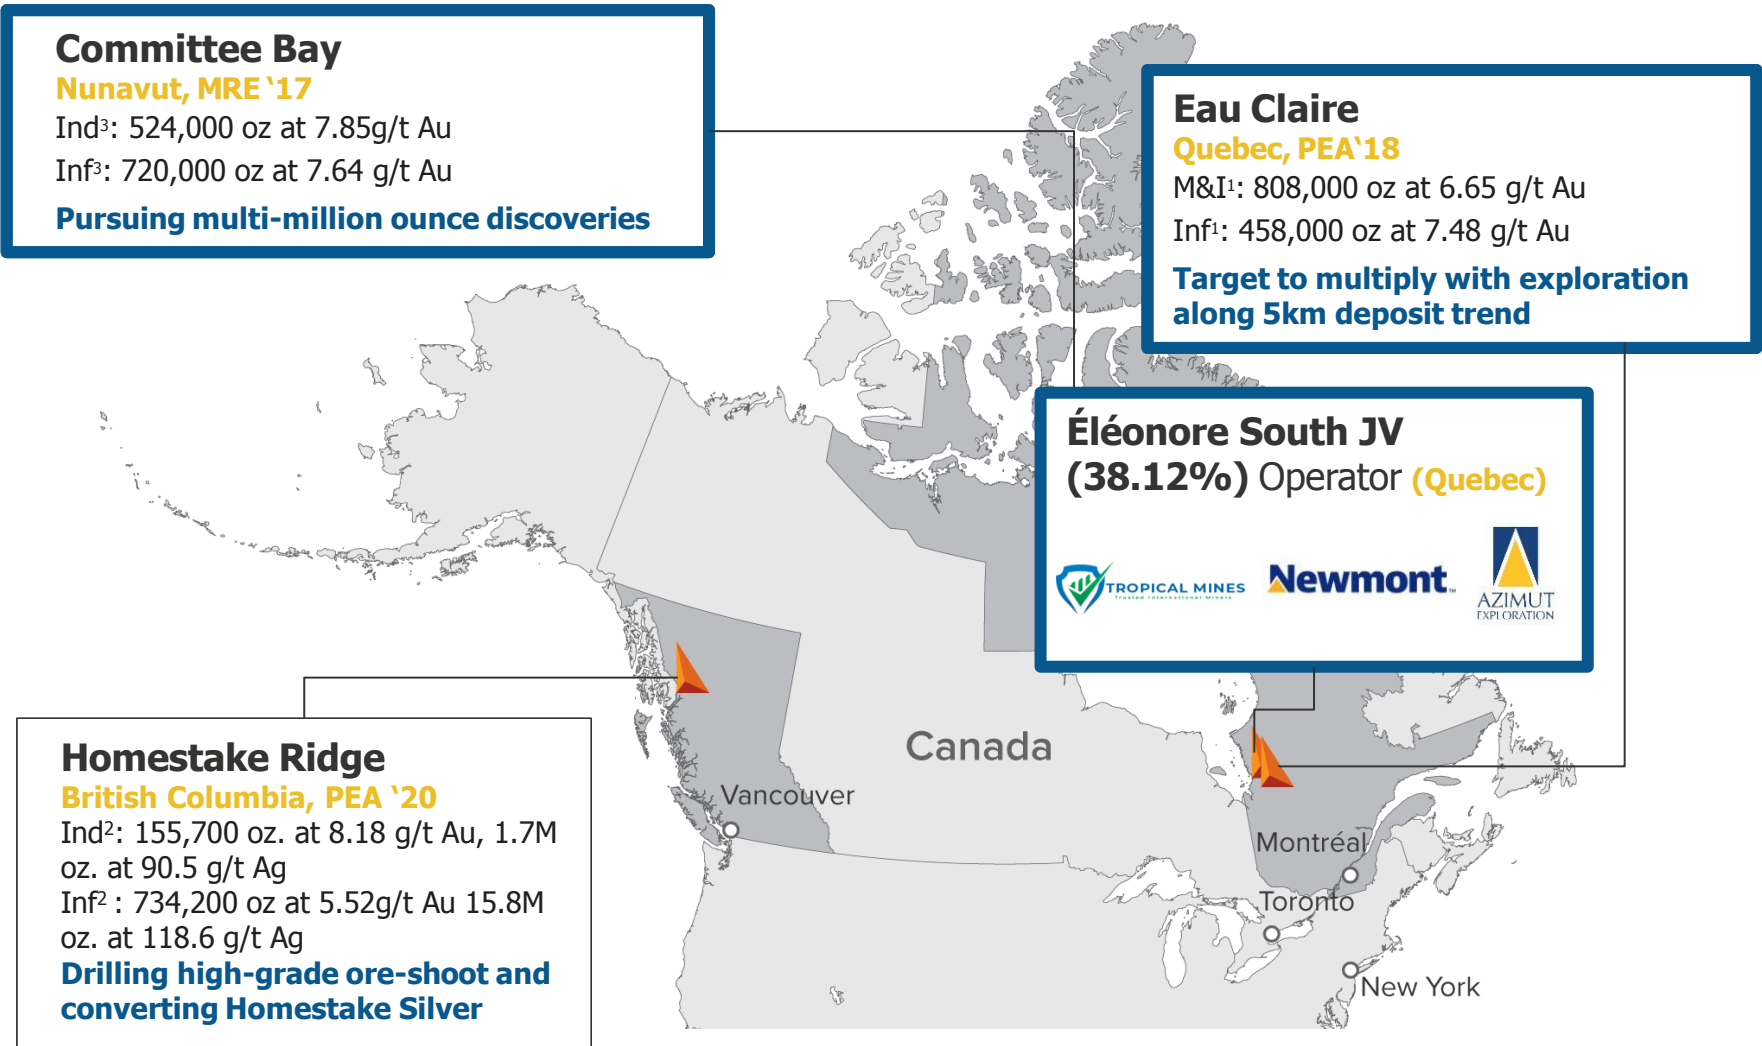 Committee Bay
Nunavut, MRE ‘17
Ind³: 524,000 oz at 7.85g/t Au
Inf³: 720,000 oz at 7.64 g/t Au
Pursuing multi-million ounce discoveries
Eau Claire
Quebec, PEA‘18
M&I¹: 808,000 oz at 6.65 g/t Au
Inf¹: 458,000 oz at 7.48 g/t Au
Target to multiply with exploration
along 5km deposit trend
Éléonore South JV
(38.12%) Operator (Quebec)
TROPICAL MINES
Trusted International Miners
Newmont™
AZIMUT
EXPLORATION
Canada
Vancouver
Montréal
Toronto
New York
Homestake Ridge
British Columbia, PEA ‘20
Ind²: 155,700 oz. at 8.18 g/t Au, 1.7M
oz. at 90.5 g/t Ag
Inf² : 734,200 oz at 5.52g/t Au 15.8M
oz. at 118.6 g/t Ag
Drilling high-grade ore-shoot and
converting Homestake Silver